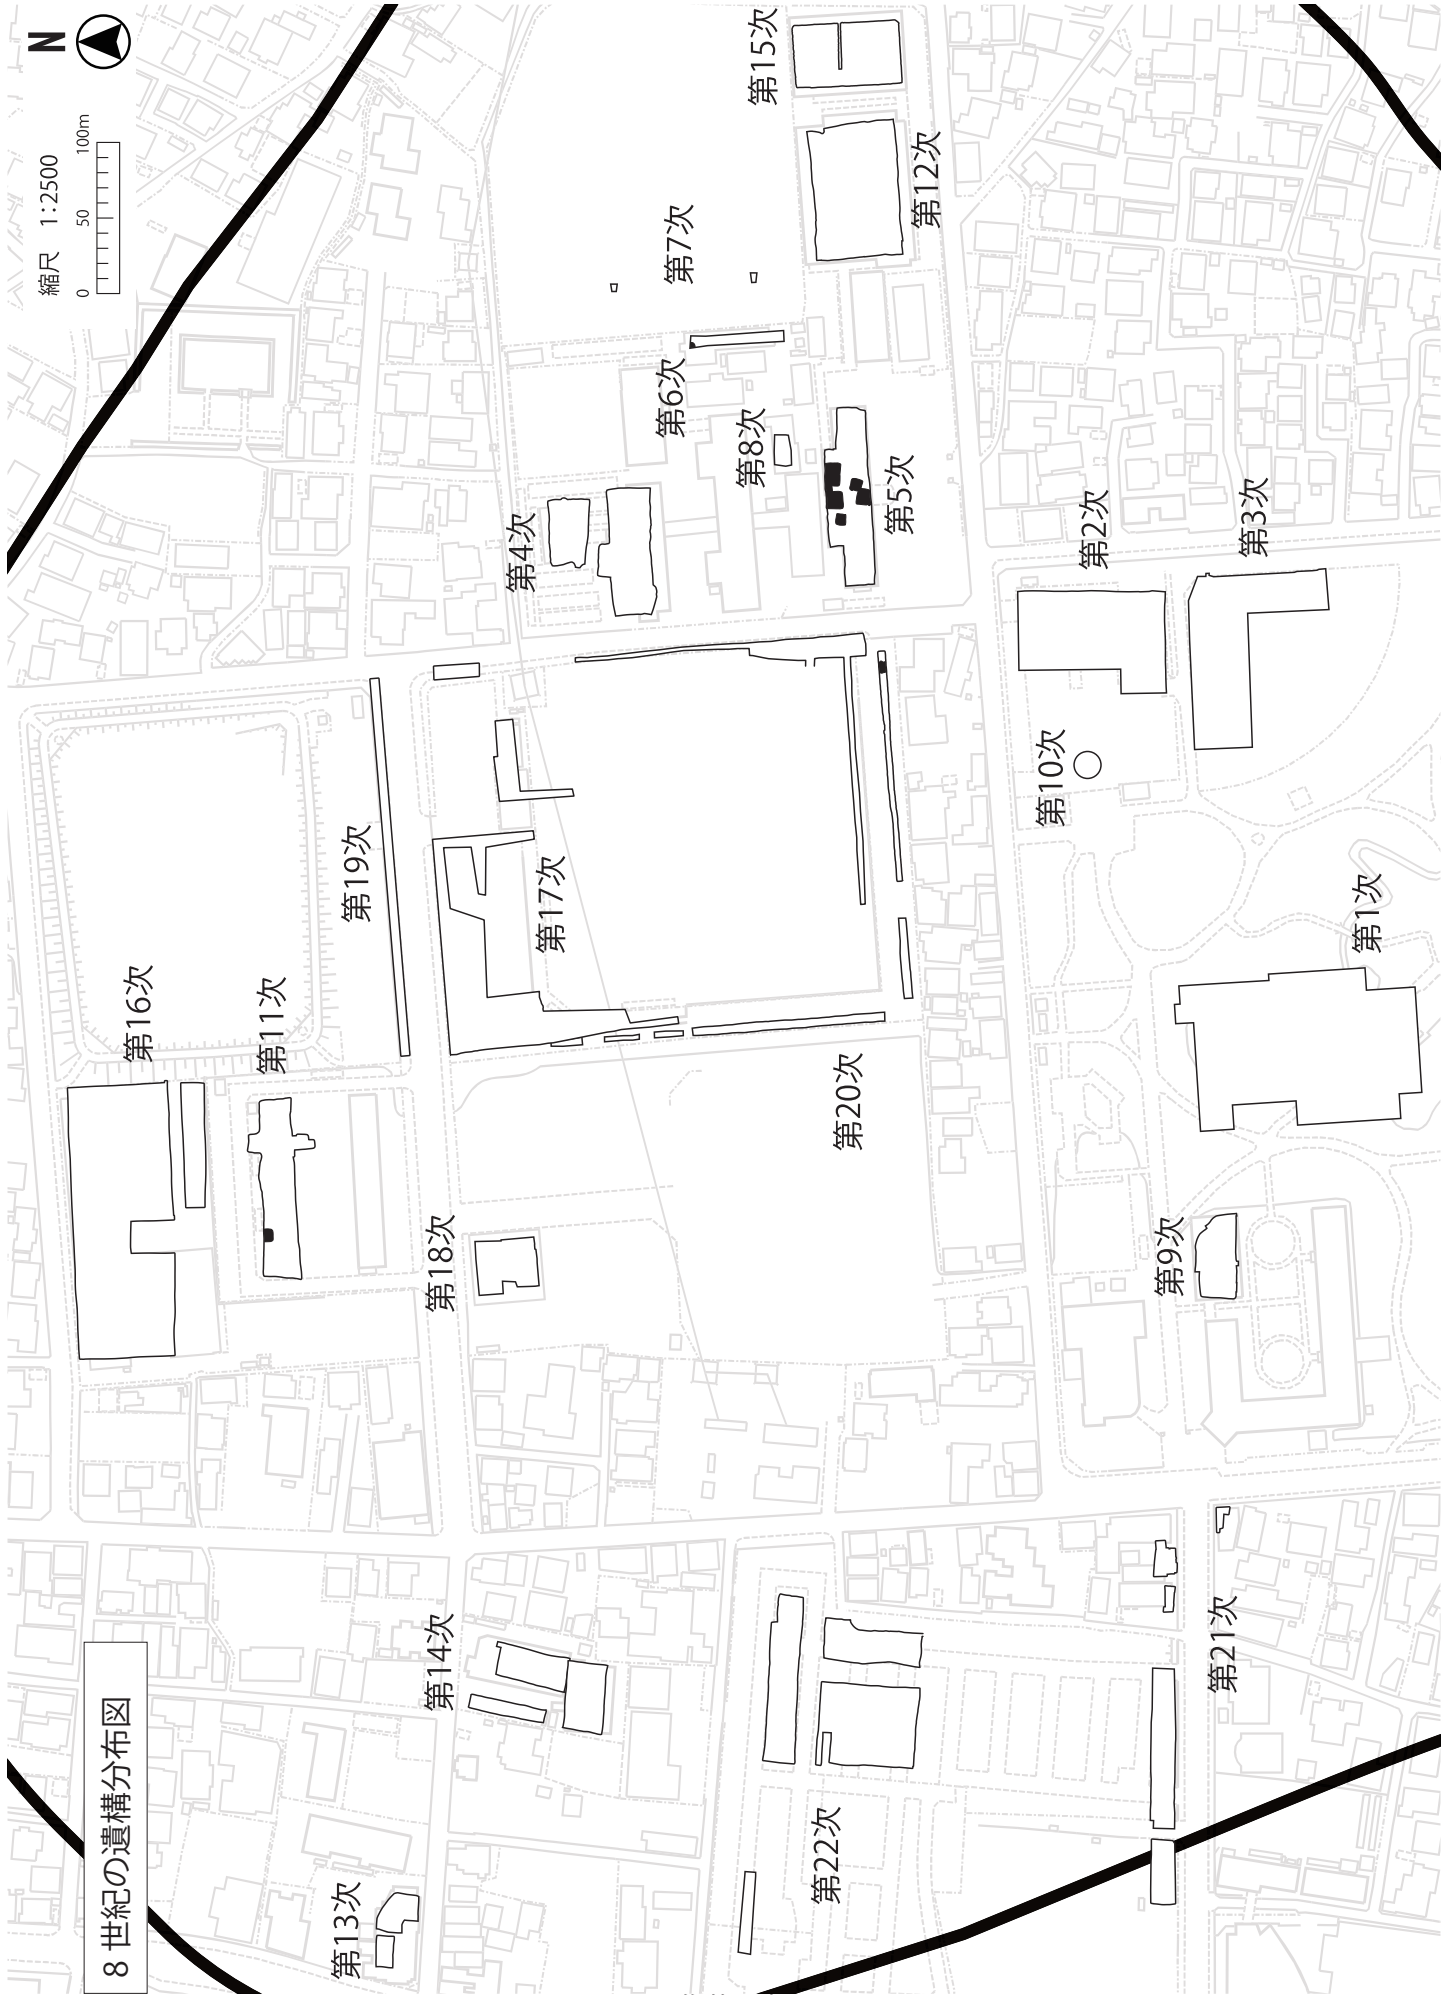 8世紀の遺構分布図
N
縮尺 1:2500
0 50 100m
第16次
第11次
第19次
第13次
第14次
第18次
第17次
第4次
第6次
第7次
第15次
第8次
第12次
第5次
第20次
第22次
第10次
第2次
第9次
第21次
第3次
第1次